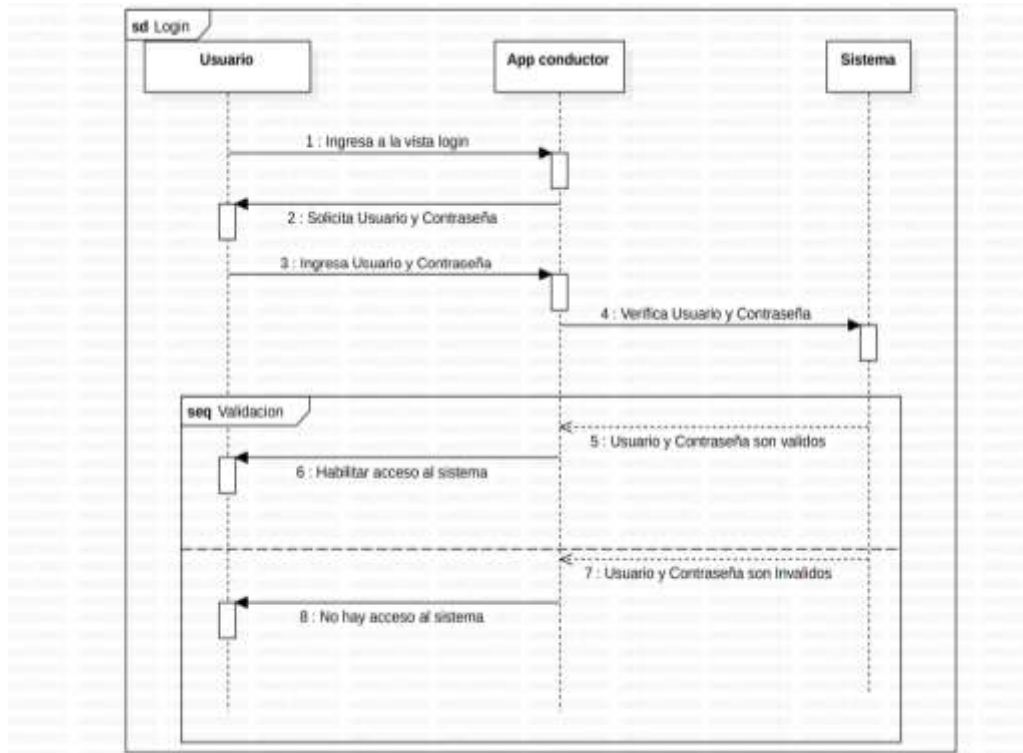 sd Login
Usuario
App conductor
Sistema
1 : Ingresa a la vista login
2 : Solicita Usuario y Contraseña
3 : Ingresa Usuario y Contraseña
4 : Verifica Usuario y Contraseña
seq Validacion
5 : Usuario y Contraseña son validos
6 : Habilitar acceso al sistema
7 : Usuario y Contraseña son Invalidos
8 : No hay acceso al sistema